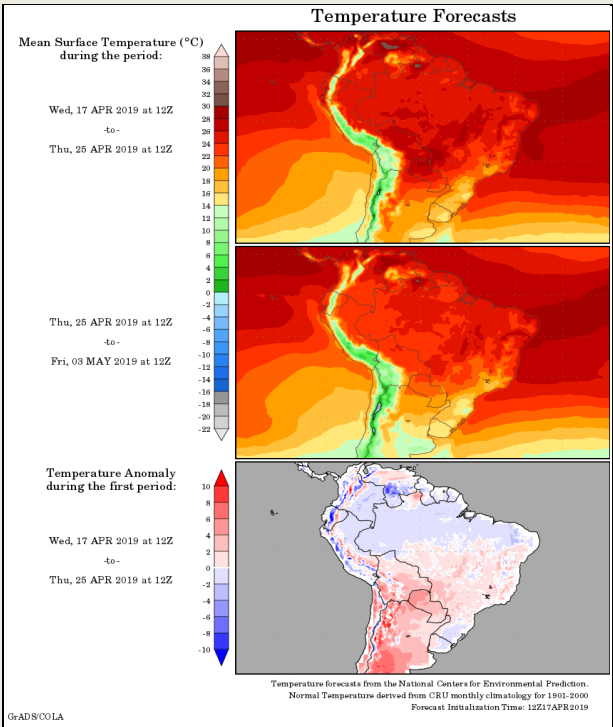 Temperature Forecasts
Mean Surface Temperature (°C)
during the period:
Wed, 17 APR 2019 at 12Z
-to-
Thu, 25 APR 2019 at 12Z
38
36
34
32
30
28
26
24
22
20
18
16
14
12
10
8
6
4
2
0
-2
-4
-6
-8
-10
-12
-14
-16
-18
-20
-22
Thu, 25 APR 2019 at 12Z
-to-
Fri, 03 MAY 2019 at 12Z
Temperature Anomaly
during the first period:
Wed, 17 APR 2019 at 12Z
-to-
Thu, 25 APR 2019 at 12Z
10
8
6
4
2
0
-2
-4
-6
-8
-10
Temperature forecasts from the National Centers for Environmental Prediction.
Normal Temperature derived from CRU monthly climatology for 1901-2000
Forecast Initialization Time: 12Z17APR2019
GrADS/COLA